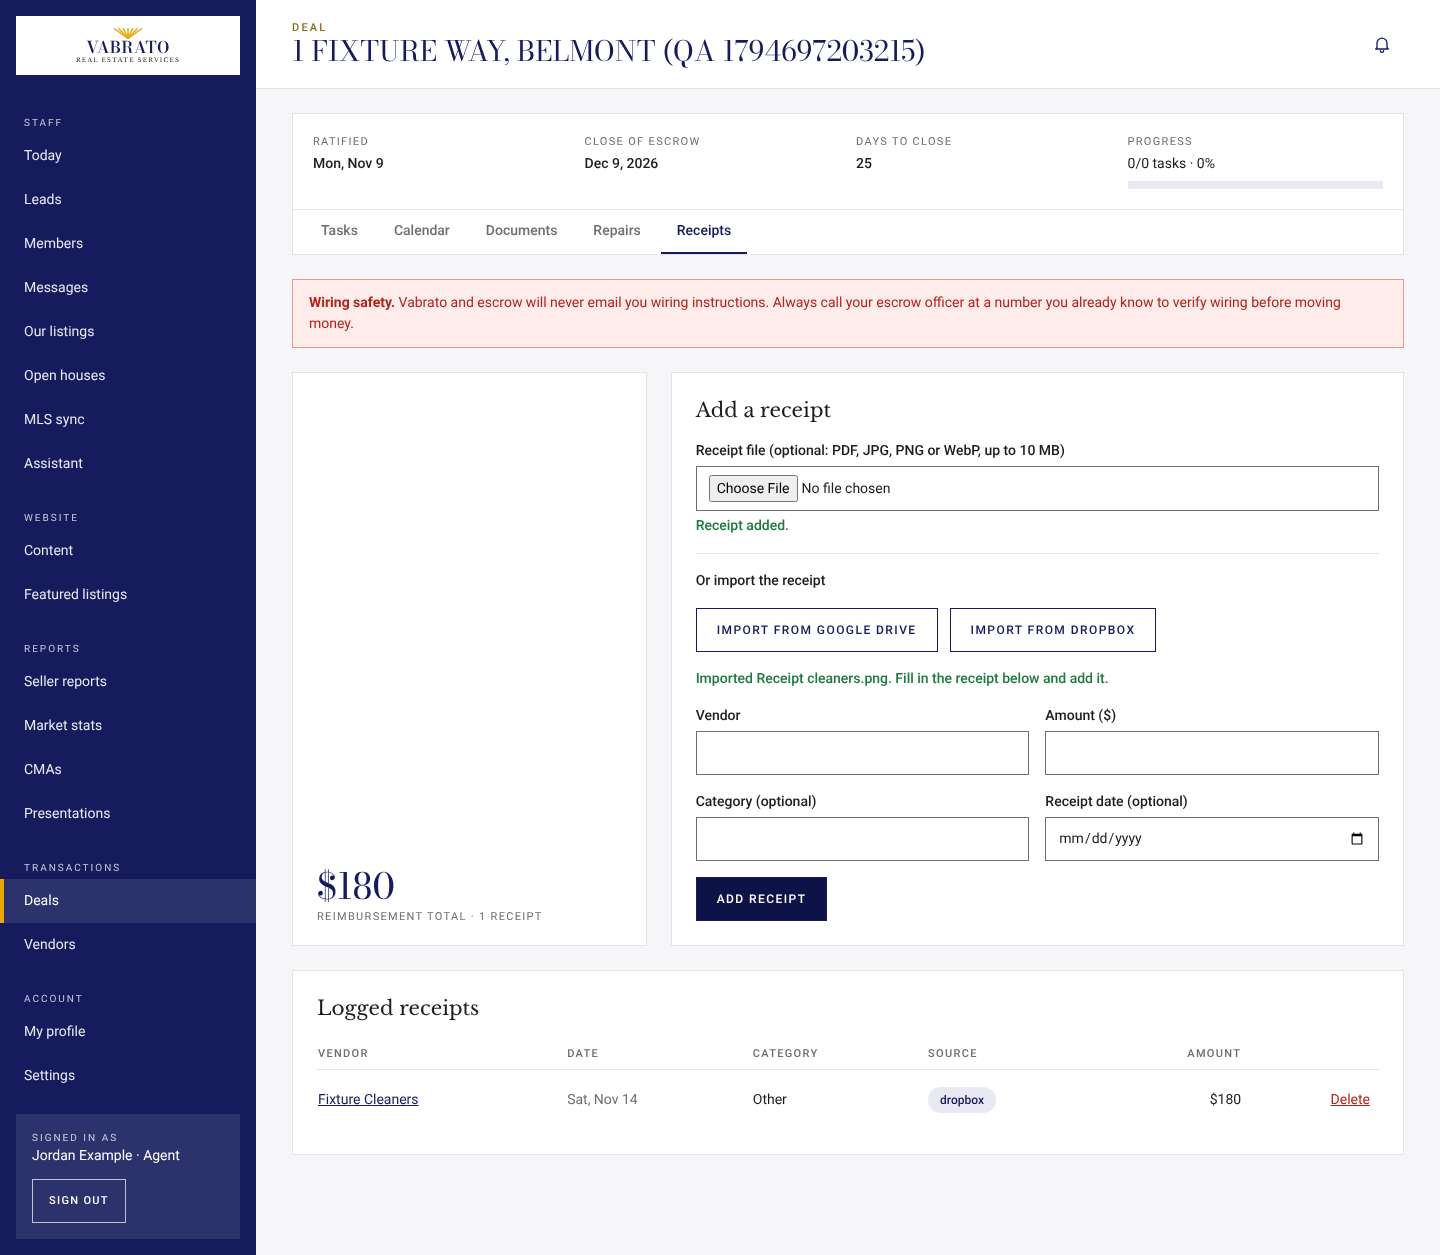 VABRATO
REAL ESTATE SERVICES
STAFF
Today
Leads
Members
Messages
Our listings
Open houses
MLS sync
Assistant
WEBSITE
Content
Featured listings
REPORTS
Seller reports
Market stats
CMAs
Presentations
TRANSACTIONS
Deals
Vendors
ACCOUNT
My profile
Settings
SIGNED IN AS
Jordan Example · Agent
SIGN OUT
DEAL
1 FIXTURE WAY, BELMONT (QA 1794697203215)
RATIFIED
Mon, Nov 9
CLOSE OF ESCROW
Dec 9, 2026
DAYS TO CLOSE
25
PROGRESS
0/0 tasks · 0%
Tasks Calendar Documents Repairs Receipts
Wiring safety. Vabrato and escrow will never email you wiring instructions. Always call your escrow officer at a number you already know to verify wiring before moving
money.
$180
REIMBURSEMENT TOTAL · 1 RECEIPT
Add a receipt
Receipt file (optional: PDF, JPG, PNG or WebP, up to 10 MB)
Choose File No file chosen
Receipt added.
Or import the receipt
IMPORT FROM GOOGLE DRIVE IMPORT FROM DROPBOX
Imported Receipt cleaners.png. Fill in the receipt below and add it.
Vendor Amount ($)
Category (optional) Receipt date (optional)
mm/dd/yyyy
ADD RECEIPT
Logged receipts
VENDOR DATE CATEGORY SOURCE AMOUNT
Fixture Cleaners Sat, Nov 14 Other dropbox $180 Delete